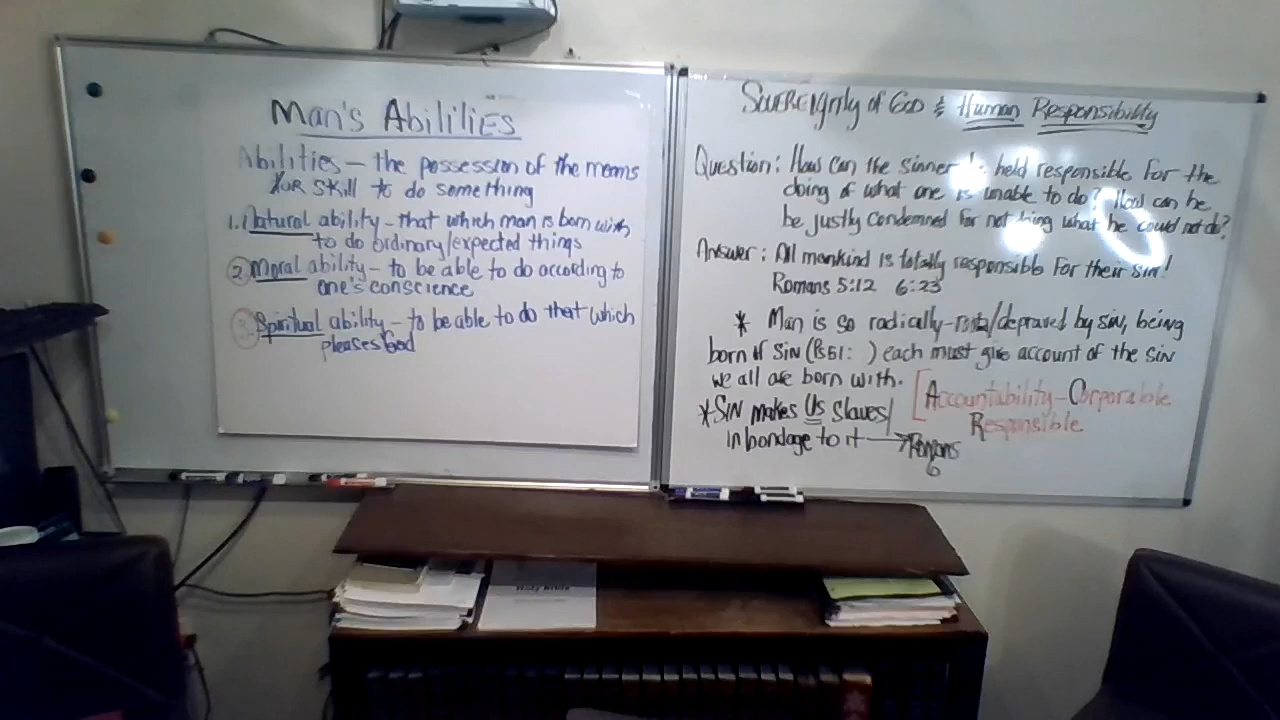 Man's Abililies
Abilities – the possession of the means
/or skill to do something
1. Natural ability – that which man is born with
to do ordinary/expected things
2 Moral ability – to be able to do according to
one's conscience
3. Spiritual ability – to be able to do that which
pleases God
Sovereignly of God & Human Responsibility
Question: How can the sinner held responsible for the
doing of what one is unable to do? How can he
be justly condemned for not doing what he could not do?
Answer: All mankind is totally responsible for their sin!
Romans 5:12 6:23
* Man is so radically- /depraved by sin, being
born of sin (Ps51: ) each must give account of the sin
we all are born with.
[Accountability – Corporable
Responsible
*Sin makes Us slaves/
in bondage to it → Romans
6
Holy Bible